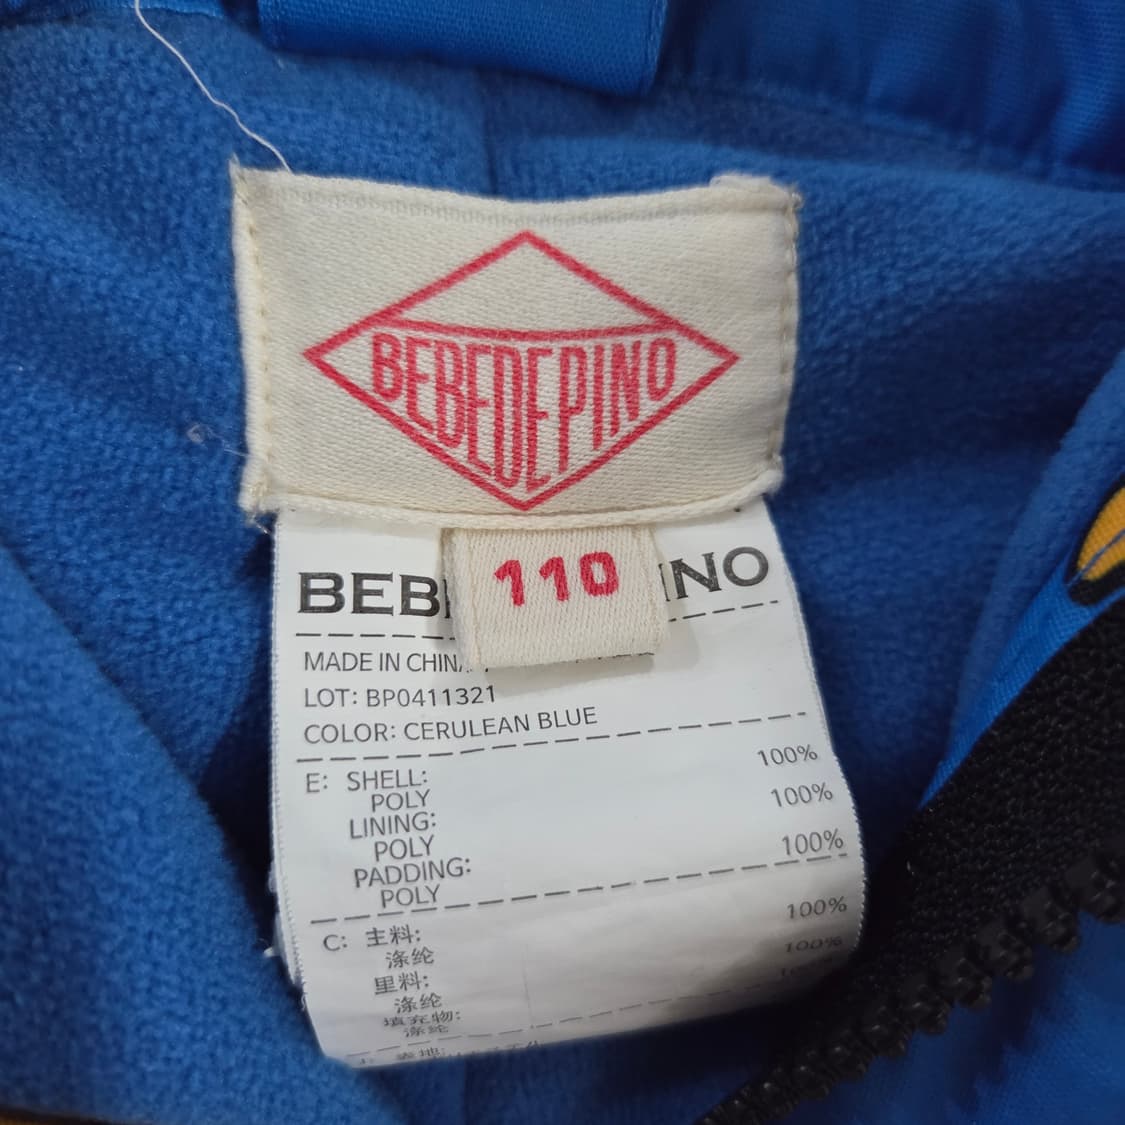 BEBEDEPINO
110
BEB INO
MADE IN CHINA
LOT: BP0411321
COLOR: CERULEAN BLUE
E: SHELL:
POLY 100%
LINING:
POLY 100%
PADDING:
POLY 100%
C: 主料:
涤纶 100%
里料:
涤纶 100%
填充物:
涤纶